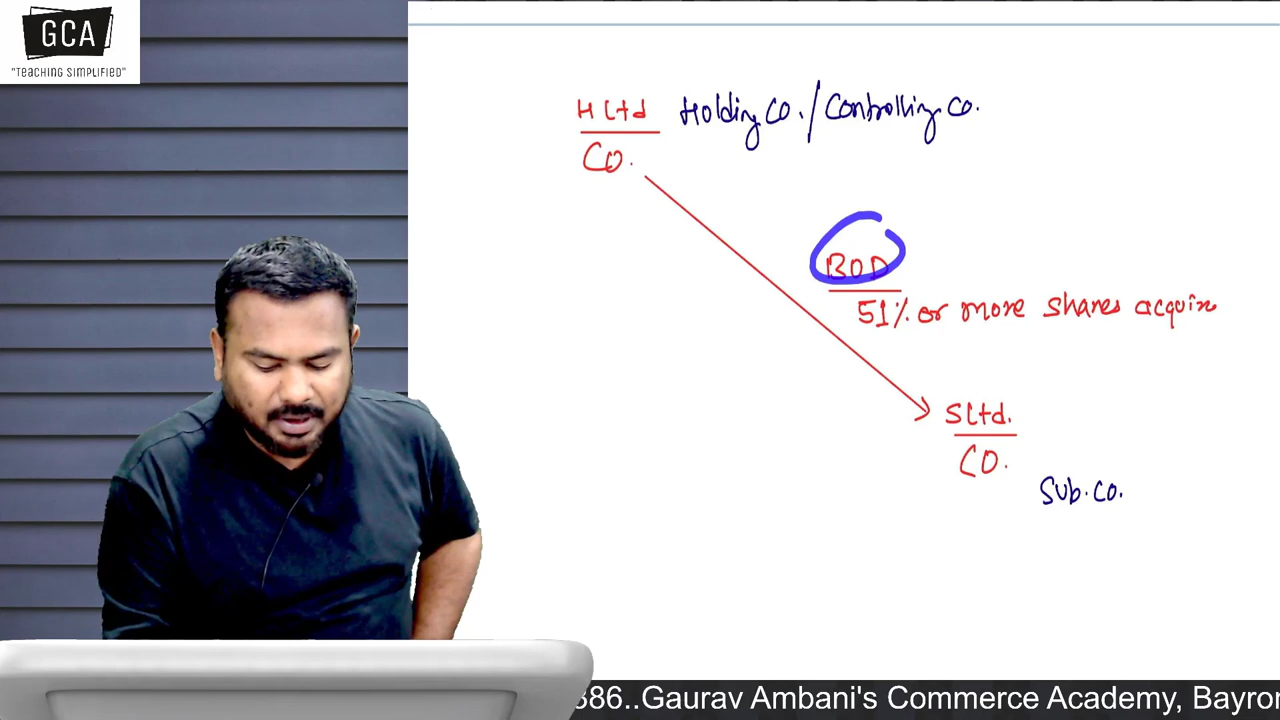 GCA
"Teaching Simplified"
H Ltd Holding Co. / Controlling Co.
Co.
BOD
51% or more shares acquire
S Ltd.
CO.
Sub. Co.
386..Gaurav Ambani's Commerce Academy, Bayron